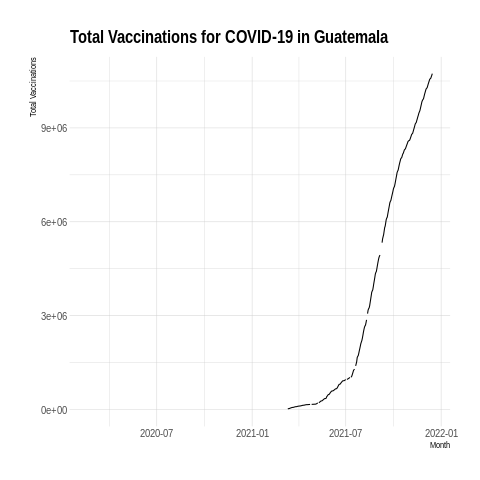 Total Vaccinations for COVID-19 in Guatemala
Total Vaccinations
9e+06
6e+06
3e+06
0e+00
2020-07 2021-01 2021-07 2022-01
Month